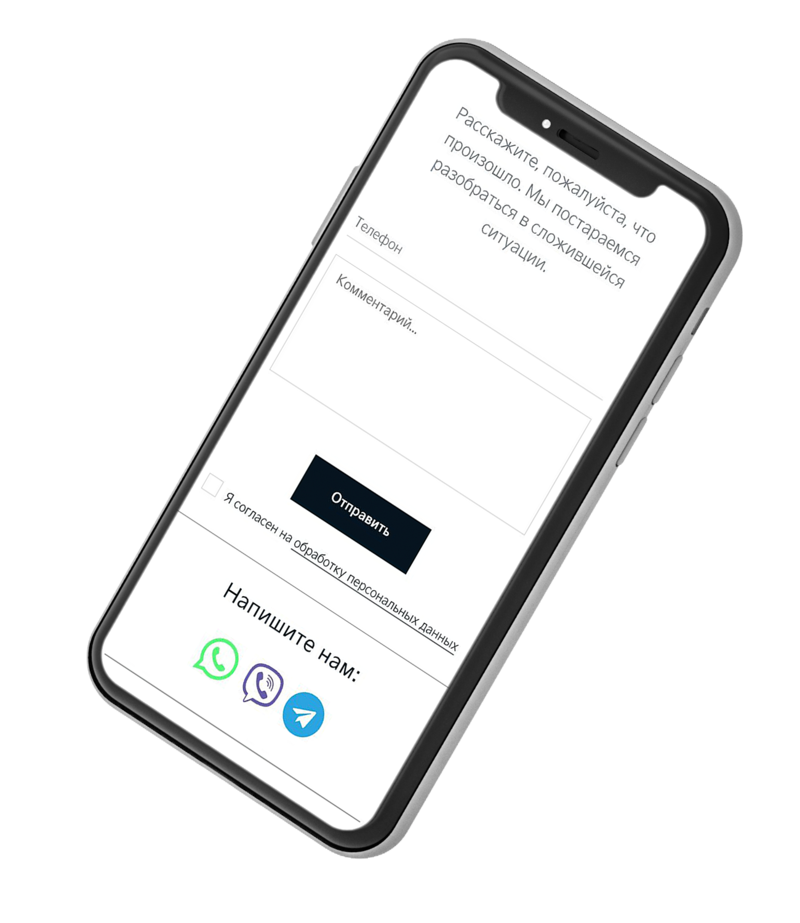 Расскажите, пожалуйста, что
произошло. Мы постараемся
разобраться в сложившейся
ситуации.
Телефон
Комментарий...
Отправить
Я согласен на обработку персональных данных
Напишите нам: